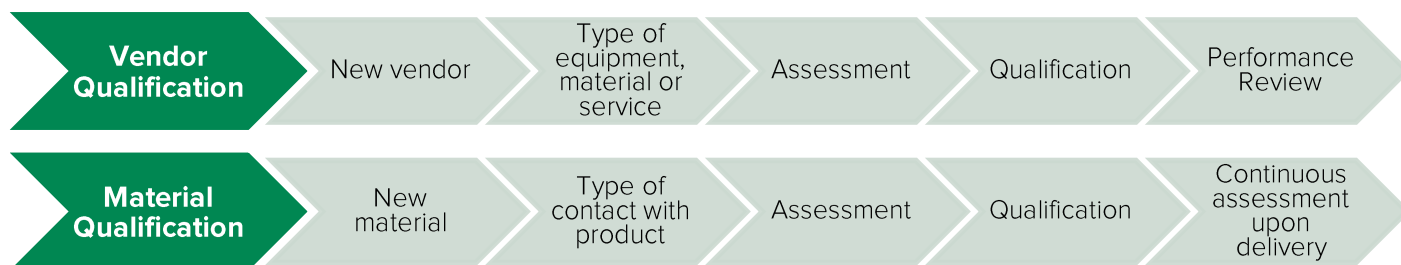 Vendor
Qualification
New vendor
Type of
equipment,
material or
service
Assessment
Qualification
Performance
Review
Material
Qualification
New
material
Type of
contact with
product
Assessment
Qualification
Continuous
assessment
upon
delivery